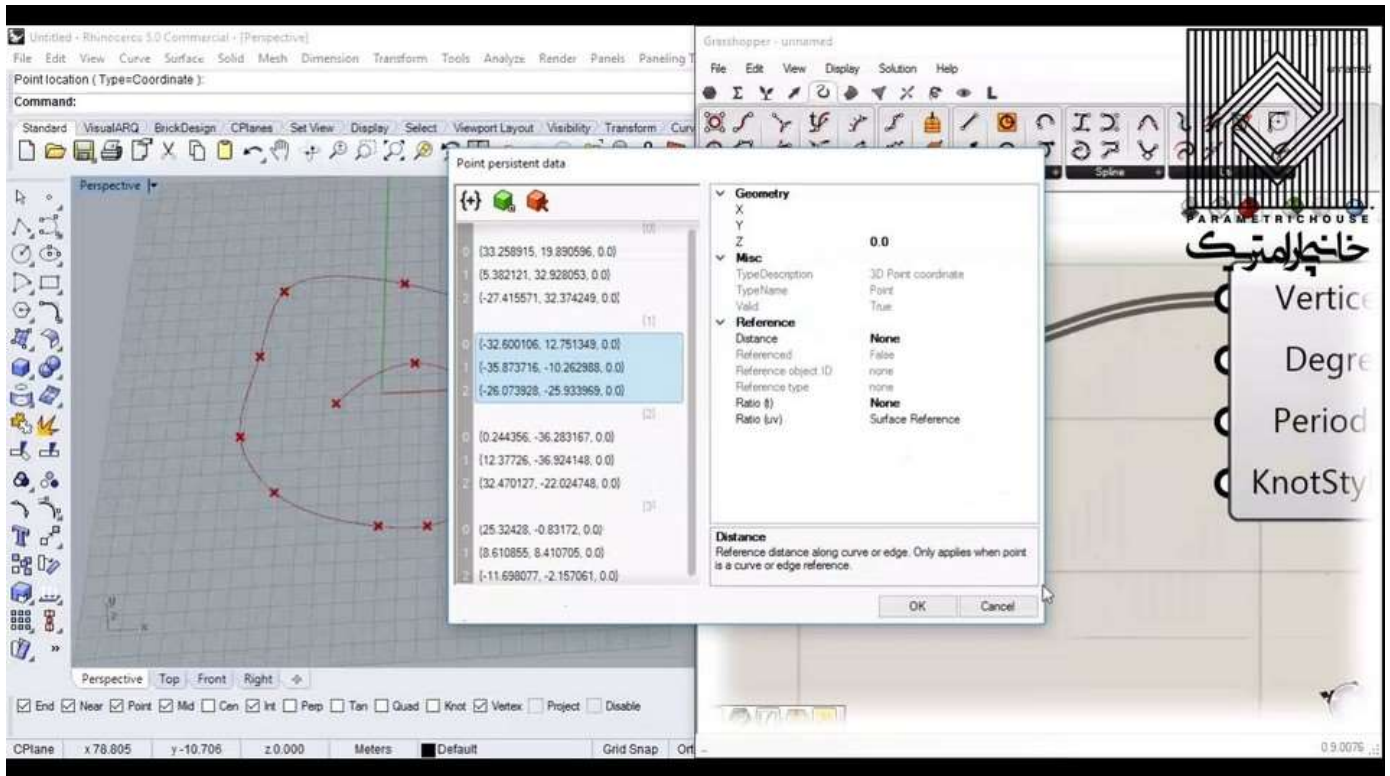 Untitled - Rhinoceros 5.0 Commercial - [Perspective]
File Edit View Curve Surface Solid Mesh Dimension Transform Tools Analyze Render Panels Paneling T
Point location ( Type=Coordinate ):
Command:
Standard VisualARQ BrickDesign CPlanes Set View Display Select Viewport Layout Visibility Transform Curv
Perspective
Grasshopper - unnamed
File Edit View Display Solution Help
unnamed
Spline
PARAMETRICHOUSE
خانه پارامتریک
Point persistent data
{+}
{0}
0 {33.258915, 19.890596, 0.0}
1 {5.382121, 32.928053, 0.0}
2 {-27.415571, 32.374249, 0.0}
{1}
0 {-32.600106, 12.751349, 0.0}
1 {-35.873716, -10.262988, 0.0}
2 {-26.073928, -25.933969, 0.0}
{2}
0 {0.244356, -36.283167, 0.0}
1 {12.37726, -36.924148, 0.0}
2 {32.470127, -22.024748, 0.0}
{3}
0 {25.32428, -0.83172, 0.0}
1 {8.610855, 8.410705, 0.0}
2 {-11.698077, -2.157061, 0.0}
Geometry
X
Y
Z 0.0
Misc
TypeDescription 3D Point coordinate
TypeName Point
Valid True
Reference
Distance None
Referenced False
Reference object ID none
Reference type none
Ratio (t) None
Ratio (uv) Surface Reference
Distance
Reference distance along curve or edge. Only applies when point
is a curve or edge reference.
OK Cancel
Vertice
Degre
Period
KnotSty
y
z
x
Perspective Top Front Right
End Near Point Mid Cen Int Perp Tan Quad Knot Vertex Project Disable
CPlane x 78.805 y -10.706 z 0.000 Meters Default Grid Snap Ort
0.9.0076